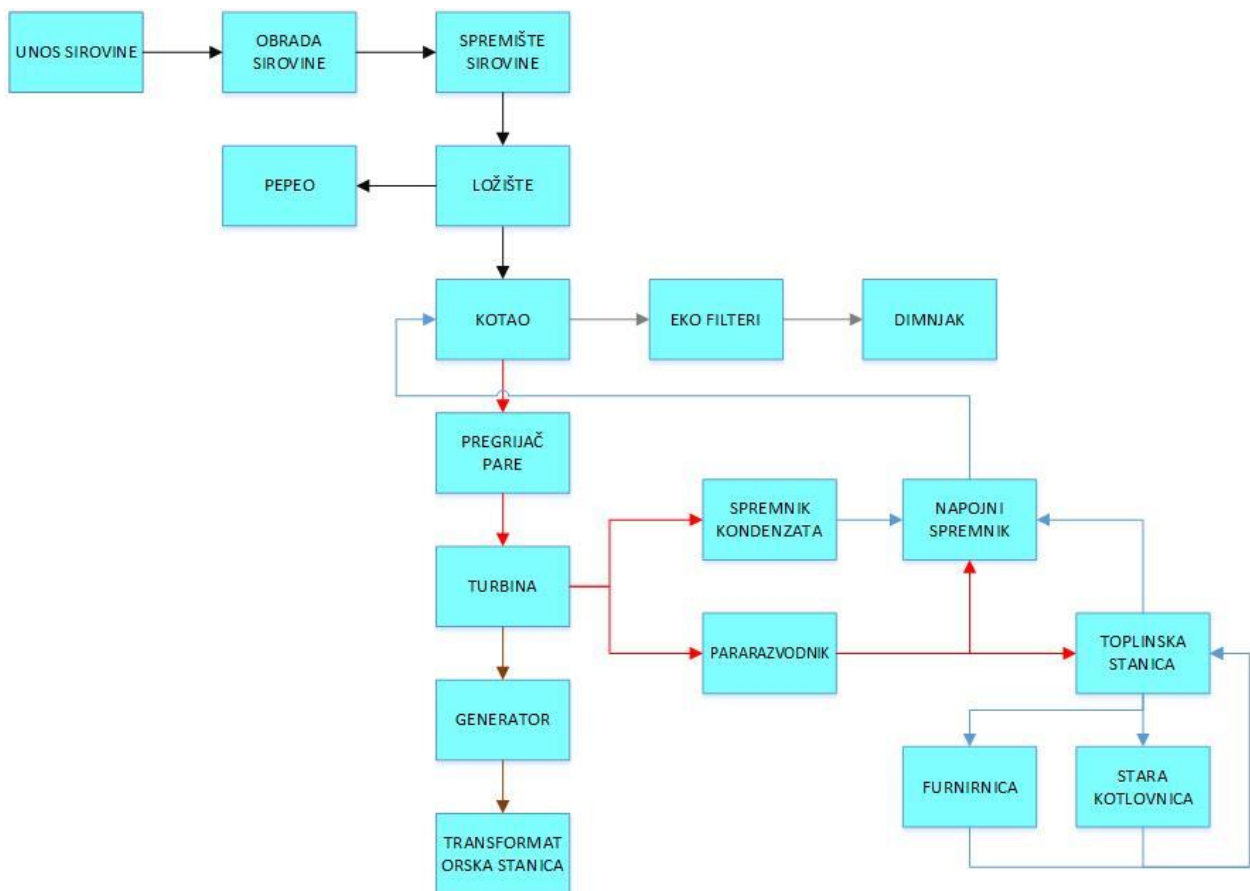 UNOS SIROVINE
OBRADA
SIROVINE
SPREMIŠTE
SIROVINE
PEPEO
LOŽIŠTE
KOTAO
EKO FILTERI
DIMNJAK
PREGRIJAČ
PARE
SPREMNIK
KONDENZATA
NAPOJNI
SPREMNIK
TURBINA
PARARAZVODNIK
TOPLINSKA
STANICA
GENERATOR
FURNIRNICA
STARA
KOTLOVNICA
TRANSFORMAT
ORSKA STANICA